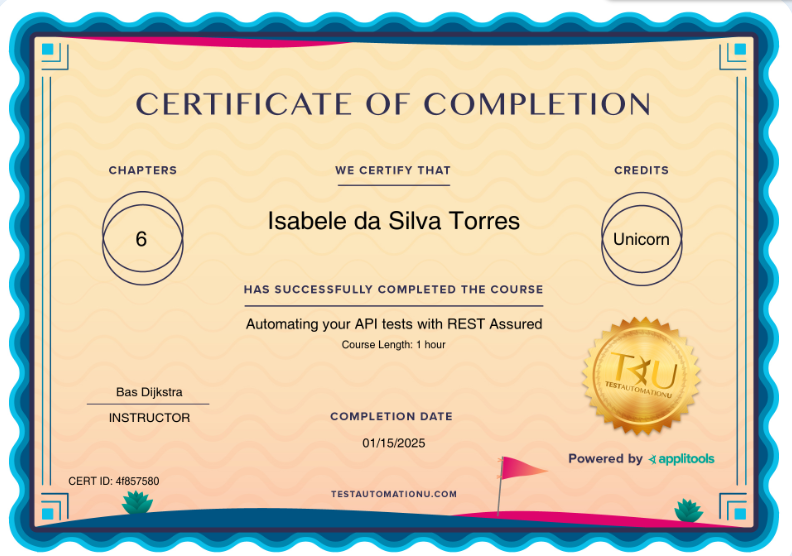 CERTIFICATE OF COMPLETION
CHAPTERS
6
WE CERTIFY THAT
Isabele da Silva Torres
CREDITS
Unicorn
HAS SUCCESSFULLY COMPLETED THE COURSE
Automating your API tests with REST Assured
Course Length: 1 hour
Bas Dijkstra
INSTRUCTOR
COMPLETION DATE
01/15/2025
TAU
TESTAUTOMATIONU
Powered by applitools
CERT ID: 4f857580
TESTAUTOMATIONU.COM